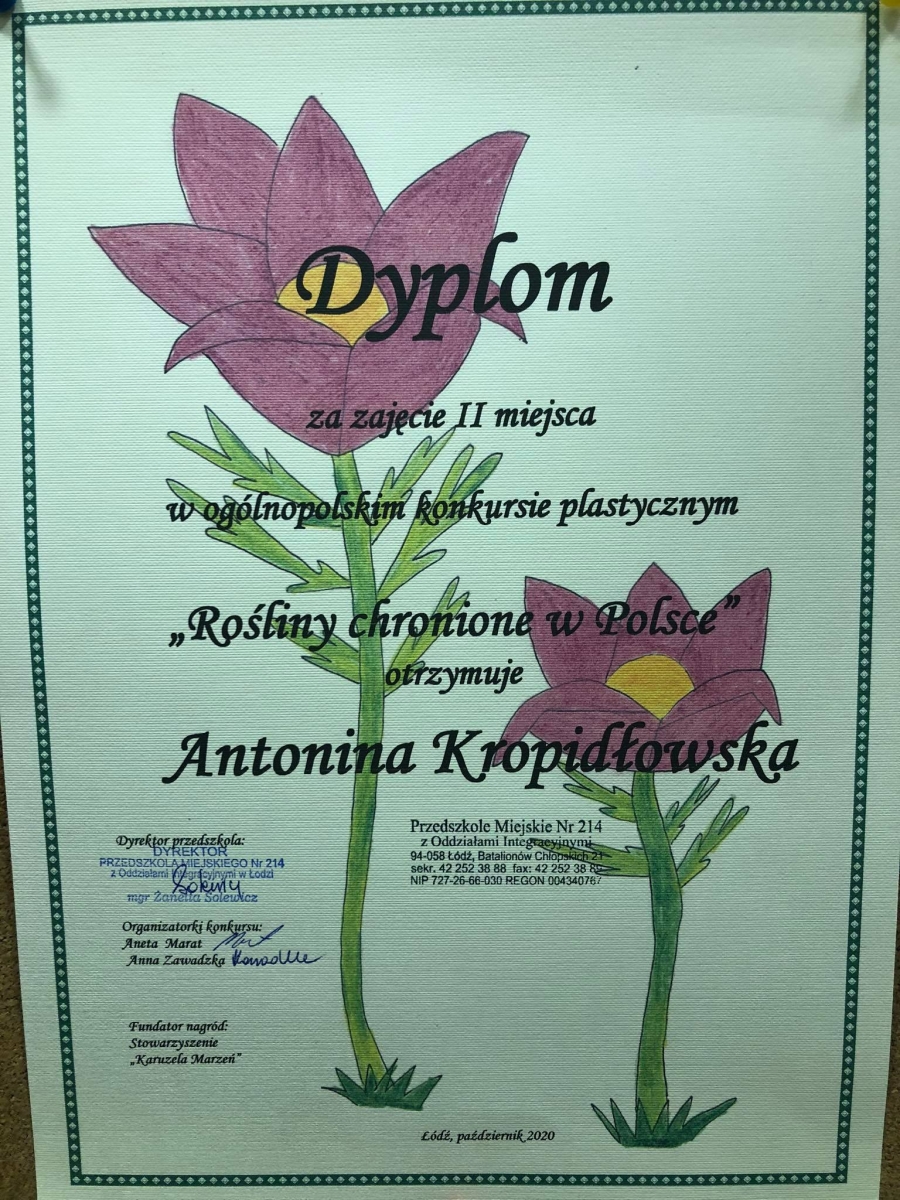 Dyplom
za zajęcie II miejsca
w ogólnopolskim konkursie plastycznym
„Rośliny chronione w Polsce”
otrzymuje
Antonina Kropidłowska
Dyrektor przedszkola:
DYREKTOR
PRZEDSZKOLA MIEJSKIEGO Nr 214
z Oddziałami Integracyjnymi w Łodzi
mgr Żanetta Solewicz
Przedszkole Miejskie Nr 214
z Oddziałami Integracyjnymi
94-058 Łódź, Batalionów Chłopskich 21
sekr. 42 252 38 88 fax: 42 252 38 89
NIP 727-26-66-030 REGON 004340767
Organizatorki konkursu:
Aneta Marat
Anna Zawadzka
Fundator nagród:
Stowarzyszenie
„Karuzela Marzeń”
Łódź, październik 2020